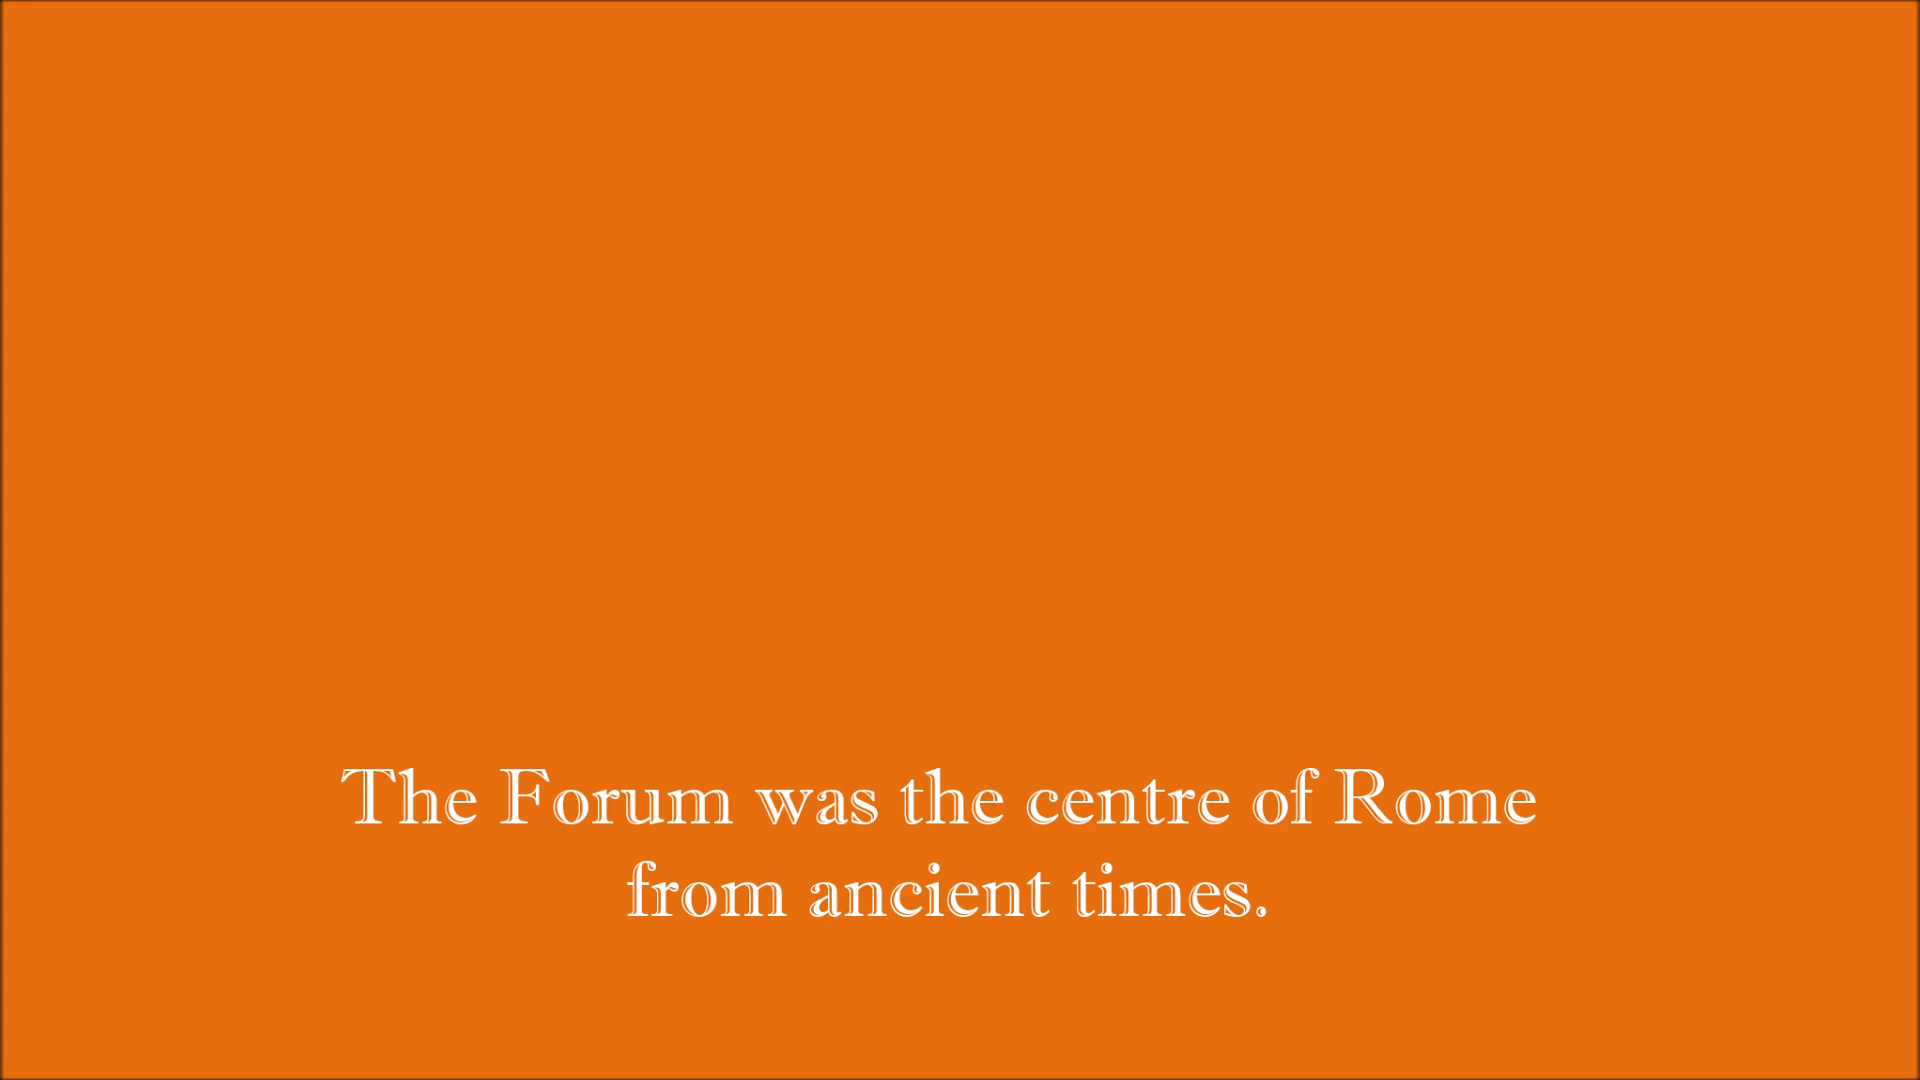 The Forum was the centre of Rome
from ancient times.